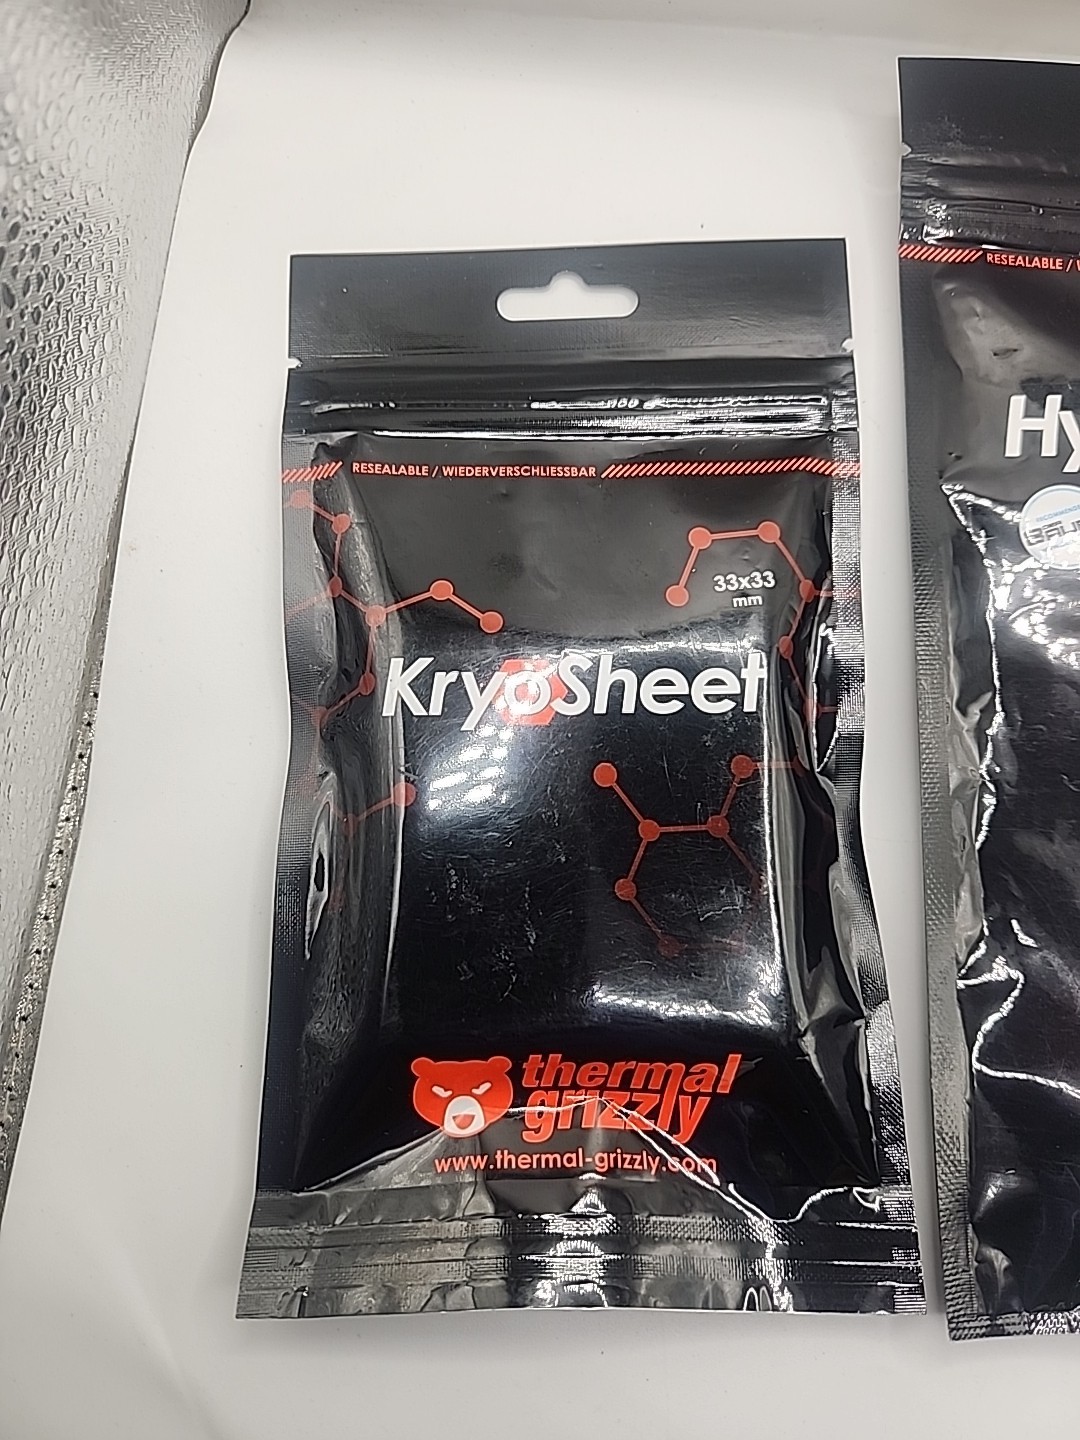 RESEALABLE / WIEDERVERSCHLIESSBAR
33x33
mm
KryoSheet
thermal
grizzly
www.thermal-grizzly.com
RESEALABLE /
Hy